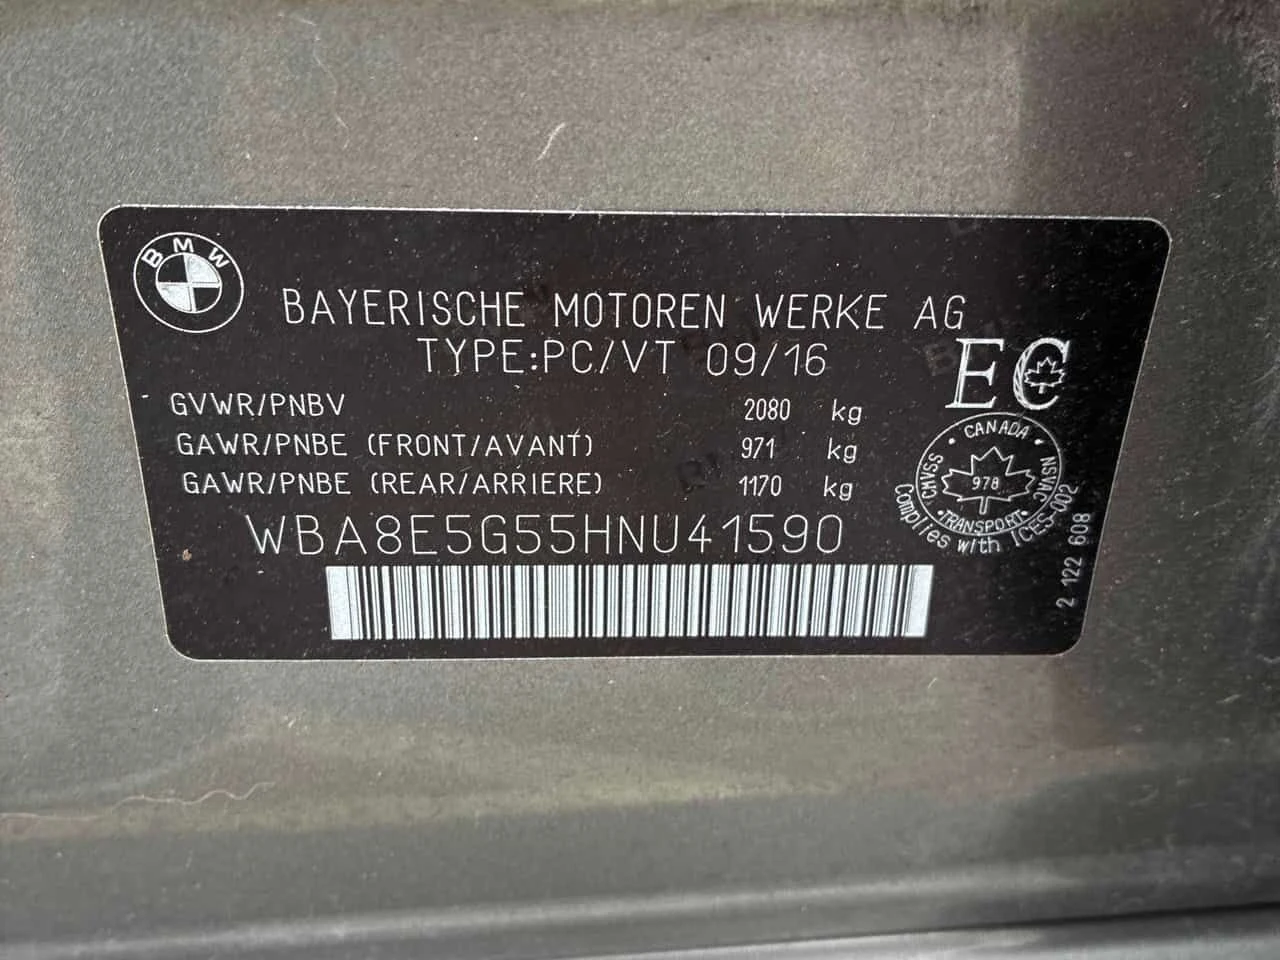 BMW
BAYERISCHE MOTOREN WERKE AG
TYPE:PC/VT 09/16
GVWR/PNBV 2080 kg
GAWR/PNBE (FRONT/AVANT) 971 kg
GAWR/PNBE (REAR/ARRIERE) 1170 kg
WBA8E5G55HNU41590
EC
CANADA
CMVSS 978 NSVAC
TRANSPORT
Complies with ICES-002
2 122 608